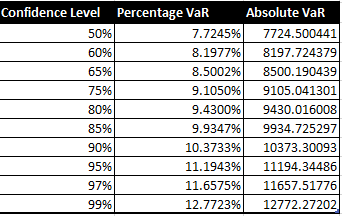 Confidence Level Percentage VaR Absolute VaR
50% 7.7245% 7724.500441
60% 8.1977% 8197.724379
65% 8.5002% 8500.190439
75% 9.1050% 9105.041301
80% 9.4300% 9430.016008
85% 9.9347% 9934.725297
90% 10.3733% 10373.30093
95% 11.1943% 11194.34486
97% 11.6575% 11657.51776
99% 12.7723% 12772.27202